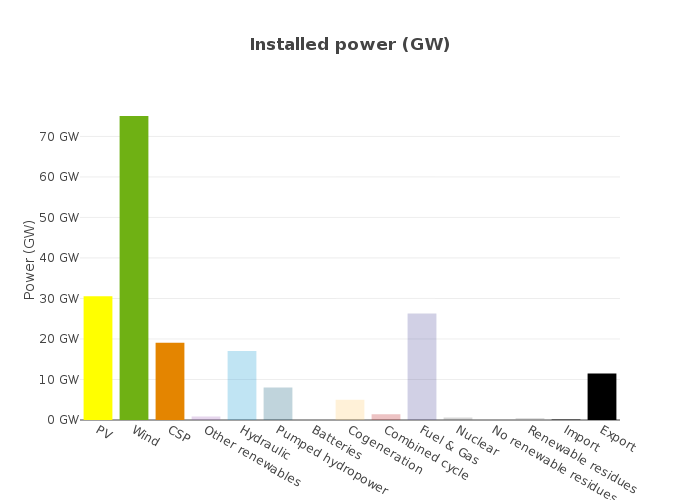 Installed power (GW)
Power (GW)
70 GW
60 GW
50 GW
40 GW
30 GW
20 GW
10 GW
0 GW
PV
Wind
CSP
Other renewables
Hydraulic
Pumped hydropower
Batteries
Cogeneration
Combined cycle
Fuel & Gas
Nuclear
No renewable residues
Renewable residues
Import
Export